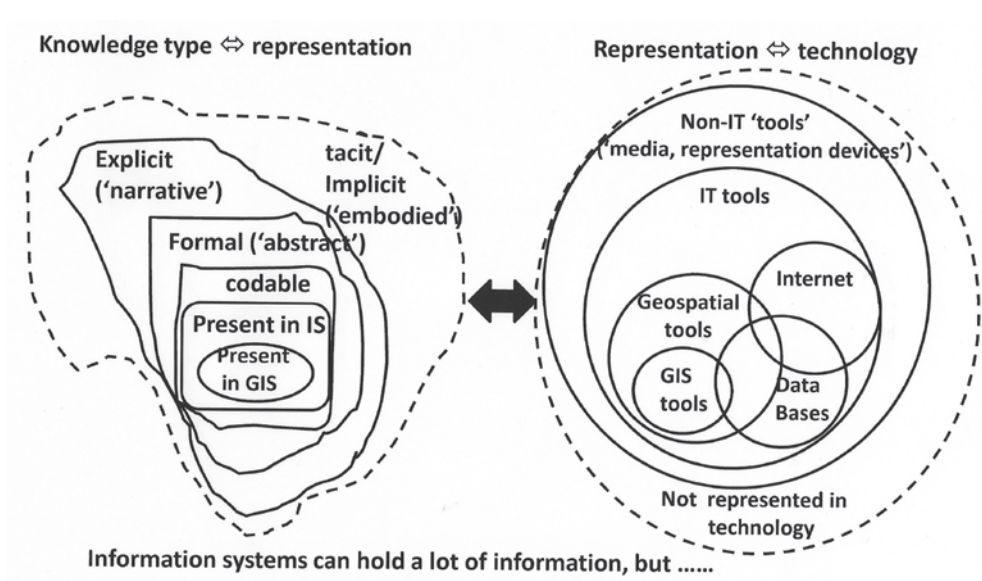 Knowledge type ⇔ representation
Representation ⇔ technology
Explicit
('narrative')
tacit/
Implicit
('embodied')
Formal ('abstract')
codable
Present in IS
Present
in GIS
Non-IT 'tools'
('media, representation devices')
IT tools
Internet
Geospatial
tools
GIS
tools
Data
Bases
Not represented in
technology
Information systems can hold a lot of information, but ......